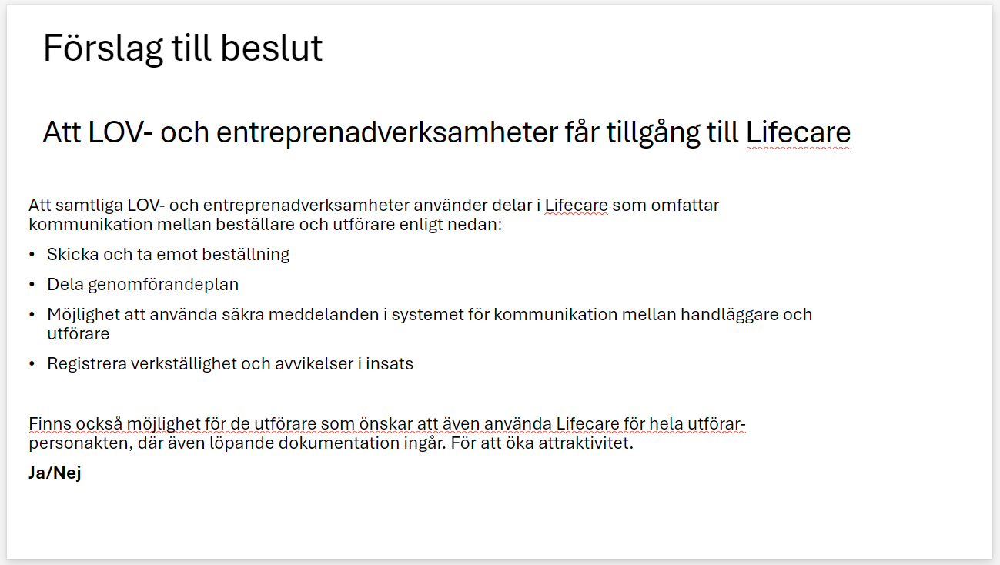 Förslag till beslut
Att LOV- och entreprenadverksamheter får tillgång till Lifecare
Att samtliga LOV- och entreprenadverksamheter använder delar i Lifecare som omfattar
kommunikation mellan beställare och utförare enligt nedan:
• Skicka och ta emot beställning
• Dela genomförandeplan
• Möjlighet att använda säkra meddelanden i systemet för kommunikation mellan handläggare och
utförare
• Registrera verkställighet och avvikelser i insats
Finns också möjlighet för de utförare som önskar att även använda Lifecare för hela utförar-
personakten, där även löpande dokumentation ingår. För att öka attraktivitet.
Ja/Nej